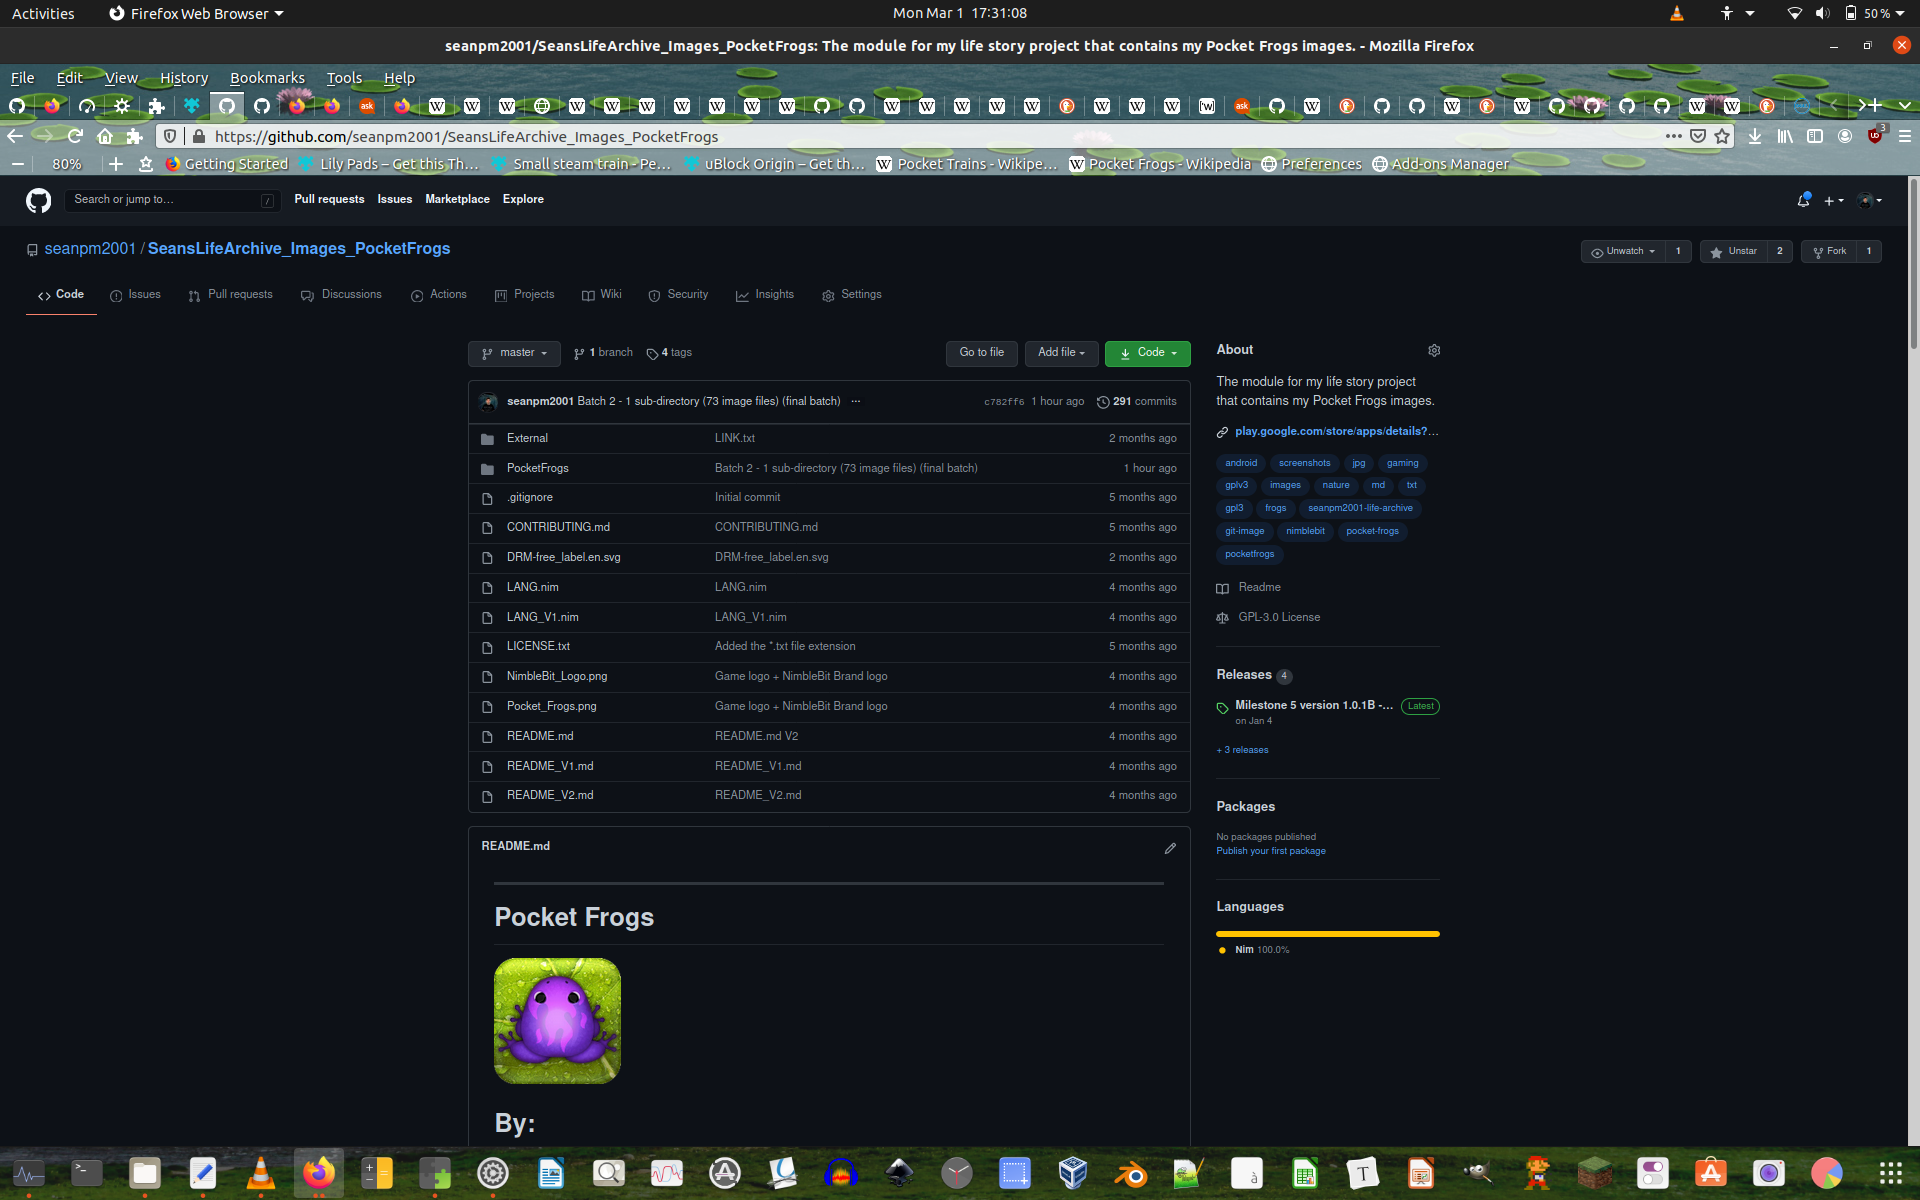 Activities Firefox Web Browser Mon Mar 1 17:31:08 50 %
seanpm2001/SeansLifeArchive_Images_PocketFrogs: The module for my life story project that contains my Pocket Frogs images. - Mozilla Firefox
File Edit View History Bookmarks Tools Help
https://github.com/seanpm2001/SeansLifeArchive_Images_PocketFrogs 3
80% Getting Started Lily Pads – Get this Th… Small steam train - Pe… uBlock Origin – Get th… Pocket Trains - Wikipe… Pocket Frogs - Wikipedia Preferences Add-ons Manager
Search or jump to… / Pull requests Issues Marketplace Explore
seanpm2001 / SeansLifeArchive_Images_PocketFrogs Unwatch 1 Unstar 2 Fork 1
Code Issues Pull requests Discussions Actions Projects Wiki Security Insights Settings
master 1 branch 4 tags Go to file Add file Code
seanpm2001 Batch 2 - 1 sub-directory (73 image files) (final batch) … c782ff6 1 hour ago 291 commits
External LINK.txt 2 months ago
PocketFrogs Batch 2 - 1 sub-directory (73 image files) (final batch) 1 hour ago
.gitignore Initial commit 5 months ago
CONTRIBUTING.md CONTRIBUTING.md 5 months ago
DRM-free_label.en.svg DRM-free_label.en.svg 2 months ago
LANG.nim LANG.nim 4 months ago
LANG_V1.nim LANG_V1.nim 4 months ago
LICENSE.txt Added the *.txt file extension 5 months ago
NimbleBit_Logo.png Game logo + NimbleBit Brand logo 4 months ago
Pocket_Frogs.png Game logo + NimbleBit Brand logo 4 months ago
README.md README.md V2 4 months ago
README_V1.md README_V1.md 4 months ago
README_V2.md README_V2.md 4 months ago
README.md
Pocket Frogs
By:
About
The module for my life story project
that contains my Pocket Frogs images.
play.google.com/store/apps/details?…
android screenshots jpg gaming
gplv3 images nature md txt
gpl3 frogs seanpm2001-life-archive
git-image nimblebit pocket-frogs
pocketfrogs
Readme
GPL-3.0 License
Releases 4
Milestone 5 version 1.0.1B -… Latest
on Jan 4
+ 3 releases
Packages
No packages published
Publish your first package
Languages
Nim 100.0%